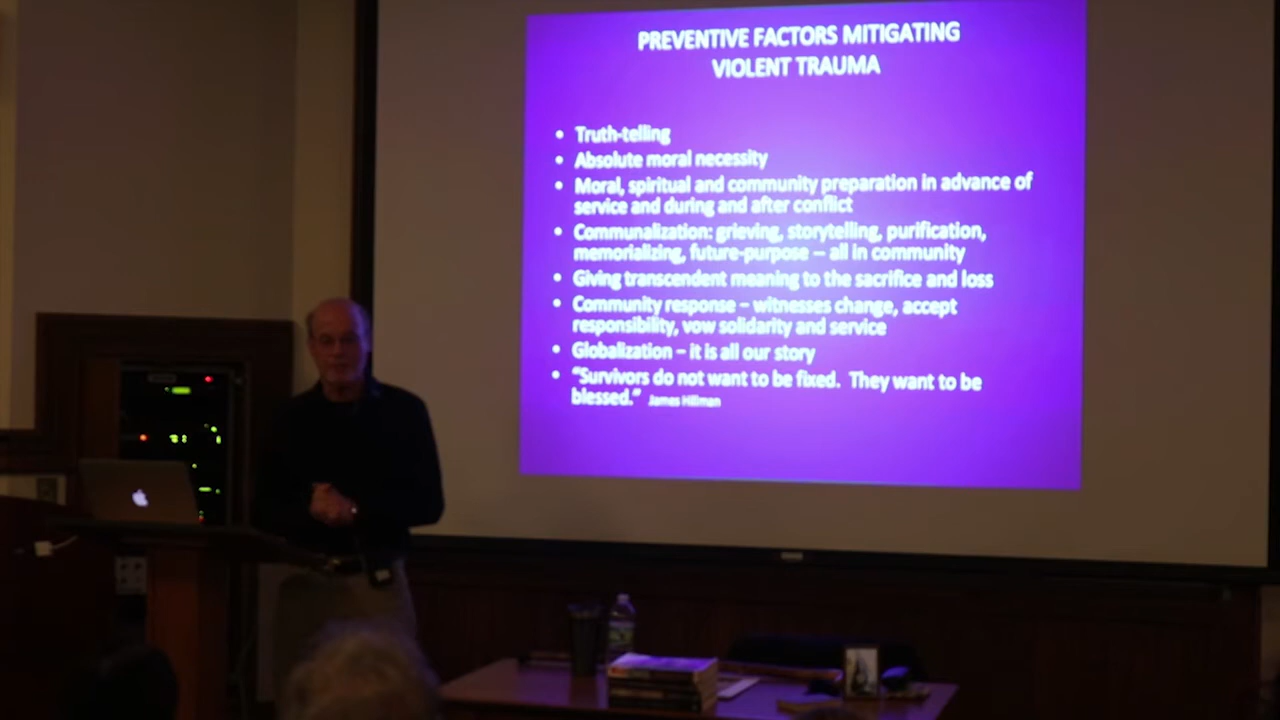 PREVENTIVE FACTORS MITIGATING
VIOLENT TRAUMA
• Truth-telling
• Absolute moral necessity
• Moral, spiritual and community preparation in advance of
service and during and after conflict
• Communalization: grieving, storytelling, purification,
memorializing, future-purpose – all in community
• Giving transcendent meaning to the sacrifice and loss
• Community response – witnesses change, accept
responsibility, vow solidarity and service
• Globalization – it is all our story
• “Survivors do not want to be fixed. They want to be
blessed.” James Hillman